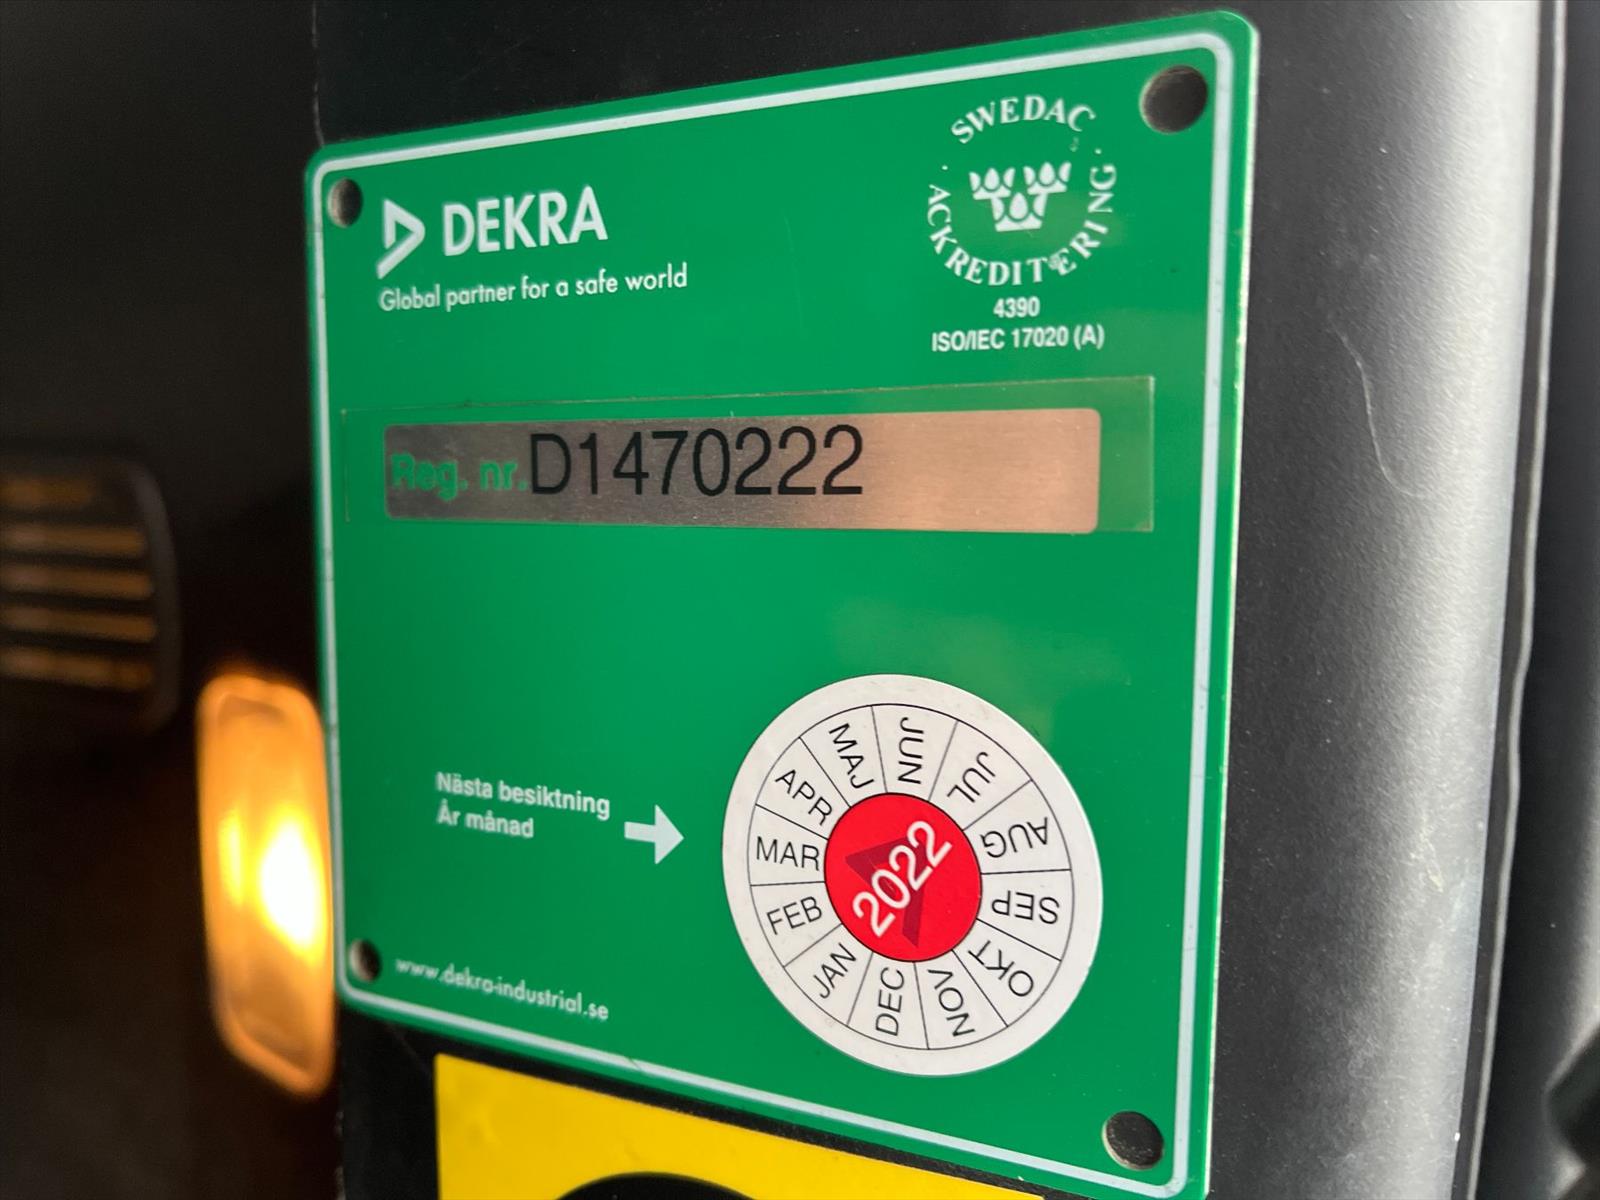 DEKRA
Global partner for a safe world
SWEDAC
ACKREDITERING
4390
ISO/IEC 17020 (A)
Reg. nr. D1470222
Nästa besiktning
År månad
JAN
FEB
MAR
APR
MAJ
JUN
JUL
AUG
SEP
OKT
NOV
DEC
2022
www.dekra-industrial.se